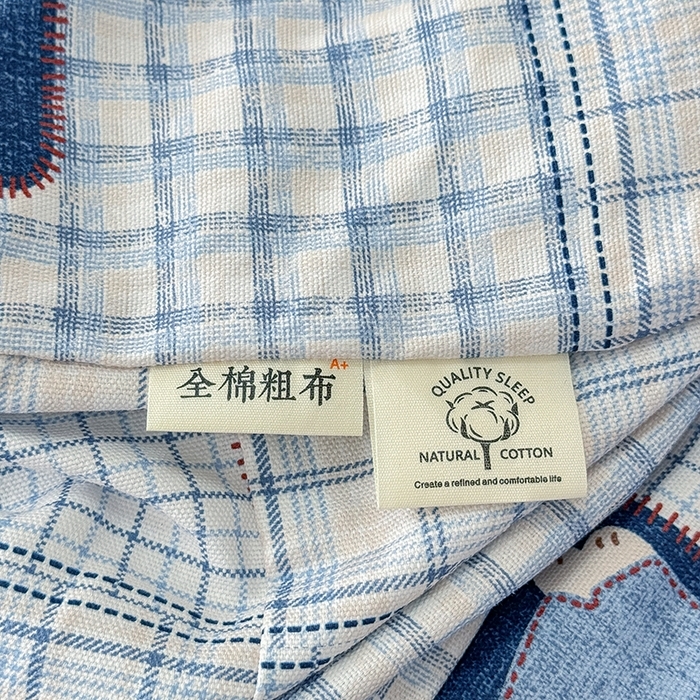 全棉粗布 A+
QUALITY SLEEP
NATURAL COTTON
Create a refined and comfortable life